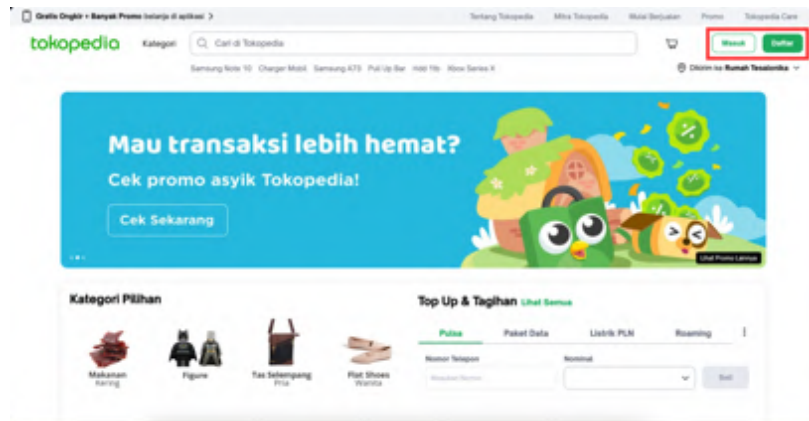 Gratis Ongkir + Banyak Promo belanja di aplikasi >
Tentang Tokopedia Mitra Tokopedia Mulai Berjualan Promo Tokopedia Care
tokopedia Kategori Cari di Tokopedia Masuk Daftar
Samsung Note 10 Charger Mobil Samsung A73 Pull Up Bar Hdd 1tb Xbox Series X
Dikirim ke Rumah Tesalonika
Mau transaksi lebih hemat?
Cek promo asyik Tokopedia!
Cek Sekarang
Lihat Promo Lainnya
Kategori Pilihan
Makanan
Kering
Figure
Tas Selempang
Pria
Flat Shoes
Wanita
Top Up & Tagihan Lihat Semua
Pulsa Paket Data Listrik PLN Roaming
Nomor Telepon Nominal
Masukan Nomor
Beli